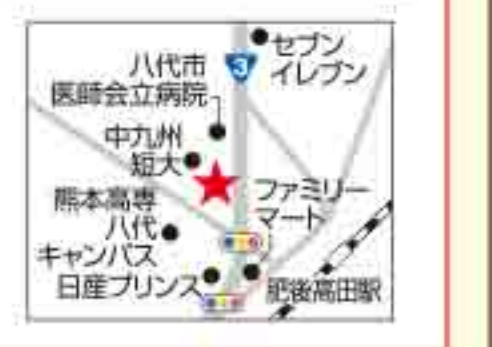 セブン
イレブン
3
八代市
医師会立病院
中九州
短大
熊本高専
八代
キャンパス
ファミリー
マート
日産プリンス
肥後高田駅